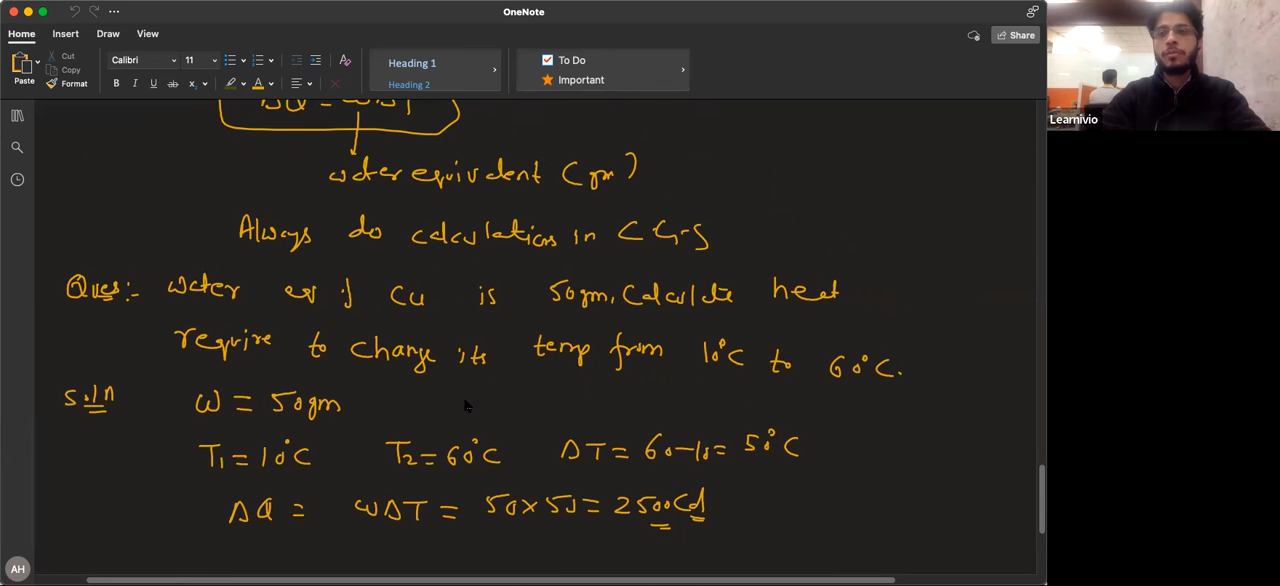 OneNote
Home Insert Draw View
Share
Paste
Cut
Copy
Format
Calibri 11
B I U ab x A
Heading 1
Heading 2
To Do
Important
Learnivio
ΔQ = WΔT
water equivalent (gm)
Always do calculations in CGS
Ques:- Water eq of Cu is 50gm. Calculate heat
require to change its temp from 10°C to 60°C.
Soln W = 50gm
T1 = 10°C T2 = 60°C ΔT = 60-10 = 50°C
ΔQ = WΔT = 50×50 = 2500Cal
AH